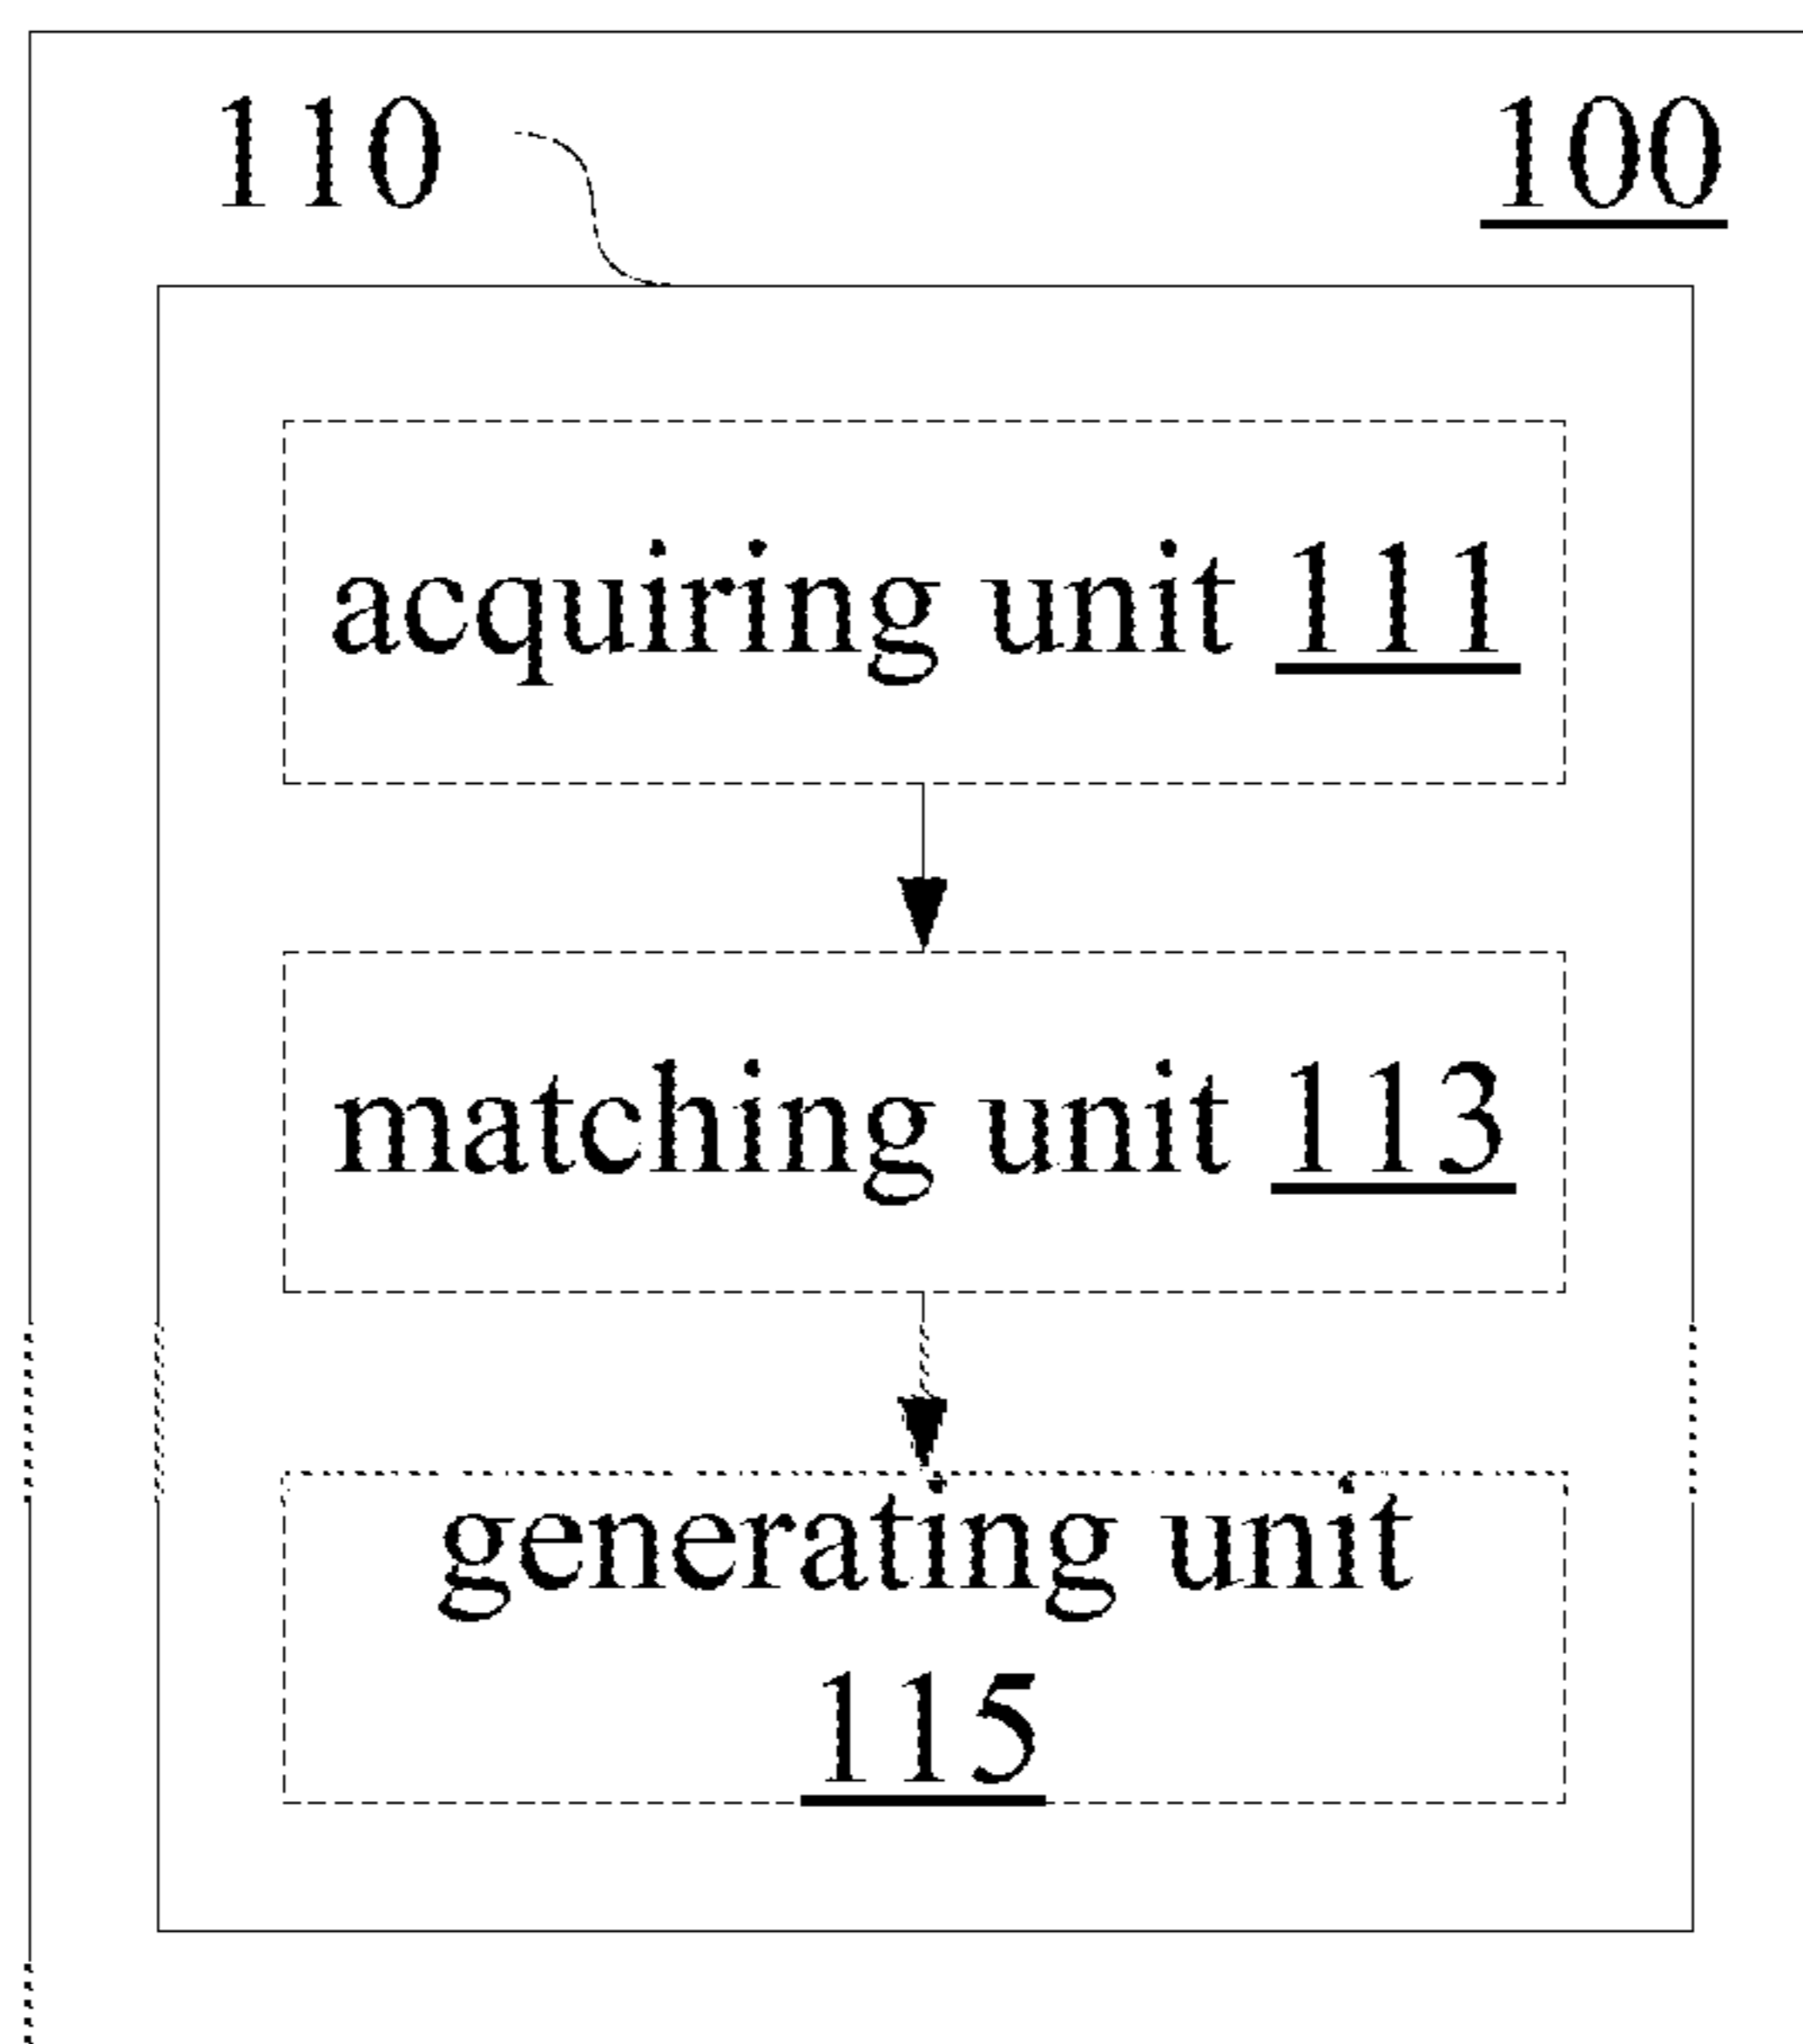 110
100
acquiring unit 111
matching unit 113
generating unit
115